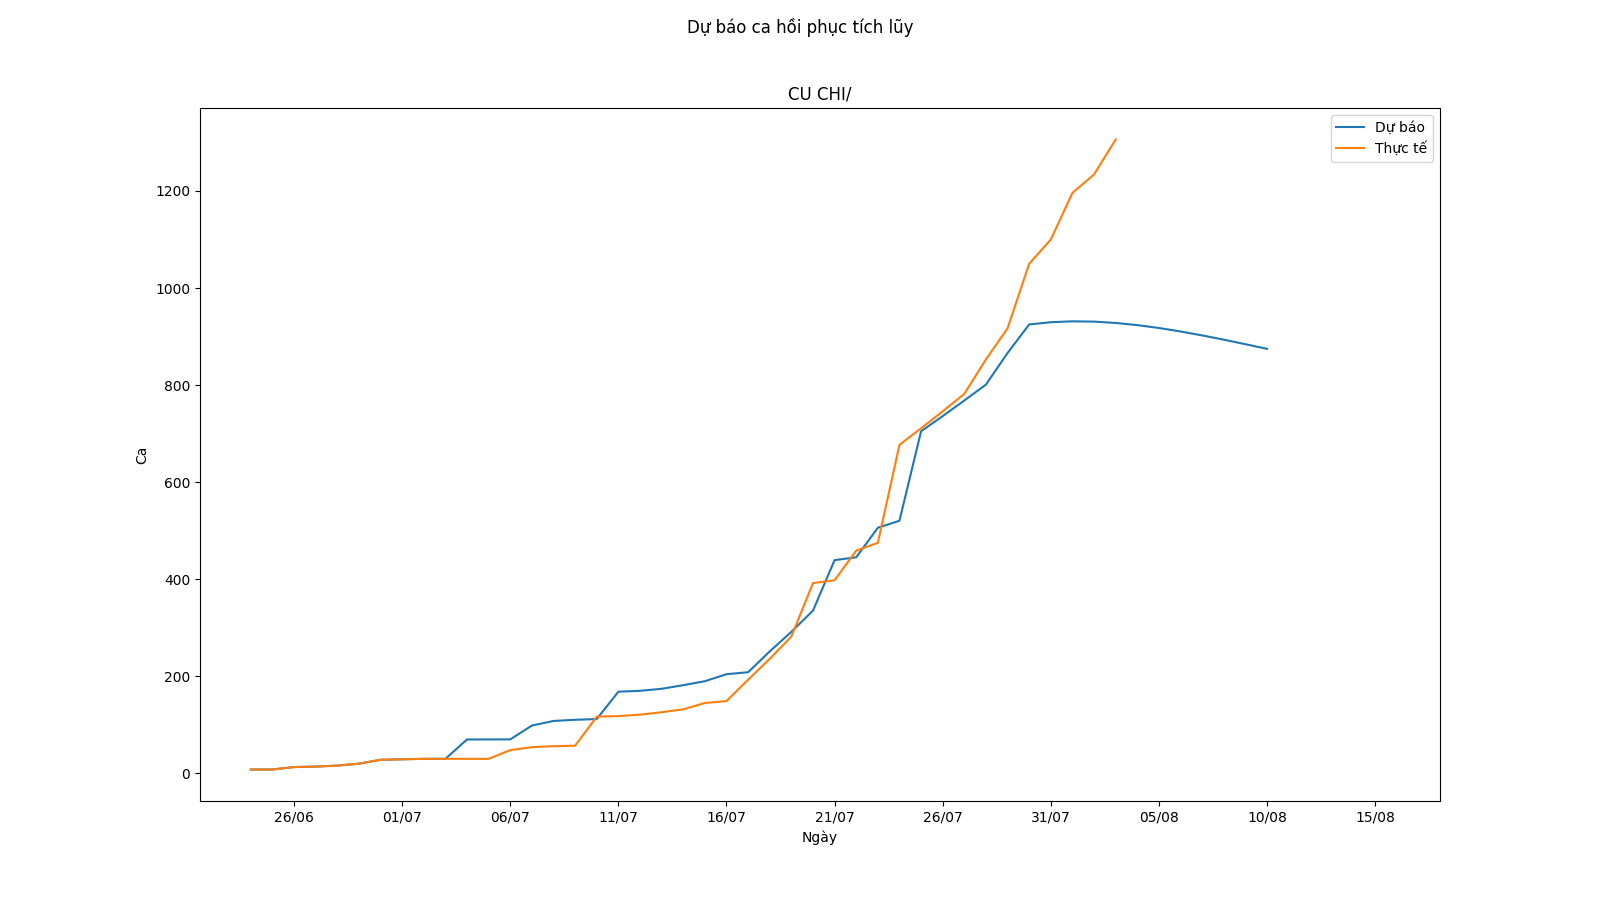 Dự báo ca hồi phục tích lũy
CU CHI/
Dự báo
Thực tế
1200
1000
800
600
400
200
0
Ca
26/06 01/07 06/07 11/07 16/07 21/07 26/07 31/07 05/08 10/08 15/08
Ngày